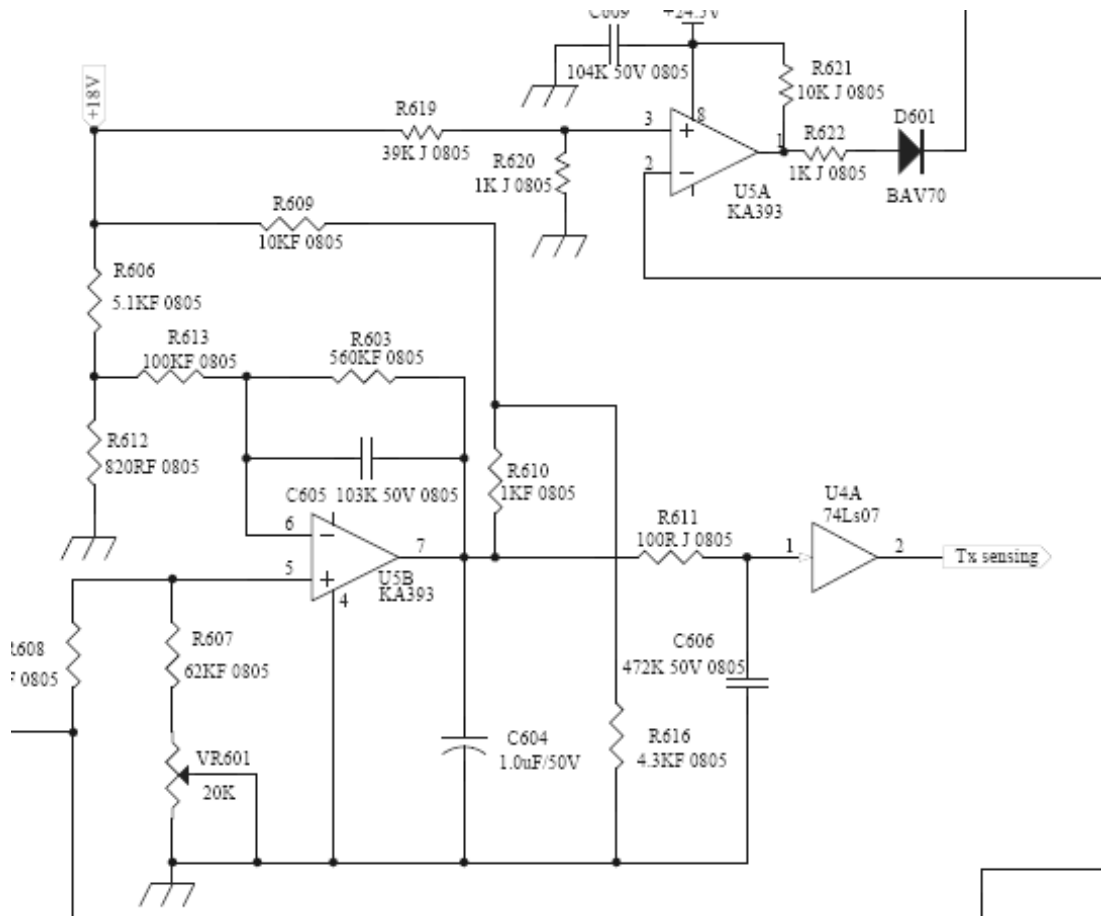 +18V
104K 50V 0805
R621
10K J 0805
R619
39K J 0805
R620
1K J 0805
3
8
2
1
R622
1K J 0805
D601
BAV70
U5A
KA393
R609
10KF 0805
R606
5.1KF 0805
R613
100KF 0805
R603
560KF 0805
R612
820RF 0805
C605
103K 50V 0805
R610
1KF 0805
6
5
7
4
U5B
KA393
R611
100R J 0805
U4A
74Ls07
1
2
Tx sensing
R607
62KF 0805
0805
C606
472K 50V 0805
VR601
20K
C604
1.0uF/50V
R616
4.3KF 0805